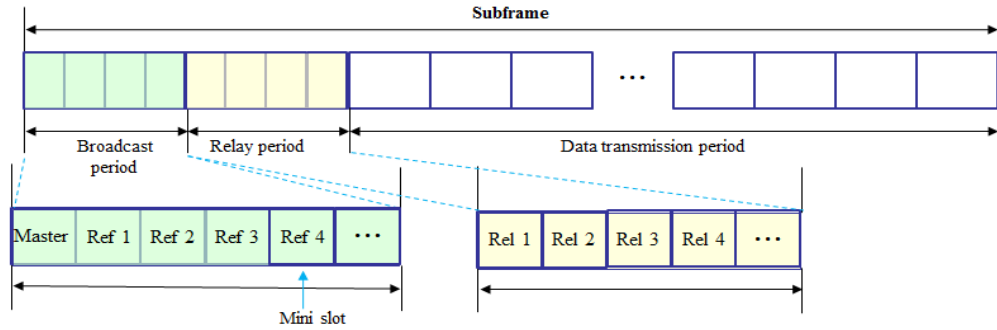 Subframe
...
Broadcast period
Relay period
Data transmission period
Master Ref 1 Ref 2 Ref 3 Ref 4 ...
Rel 1 Rel 2 Rel 3 Rel 4 ...
Mini slot